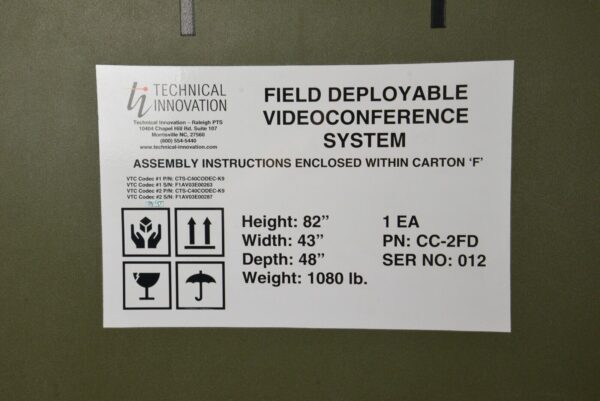 TECHNICAL
INNOVATION
Technical Innovation – Raleigh PTS
10404 Chapel Hill Rd. Suite 107
Morrisville NC, 27560
(800) 554-5440
www.technical-innovation.com
FIELD DEPLOYABLE
VIDEOCONFERENCE
SYSTEM
ASSEMBLY INSTRUCTIONS ENCLOSED WITHIN CARTON ‘F’
VTC Codec #1 P/N: CTS-C60CODEC-K9
VTC Codec #1 S/N: F1AV03E00263
VTC Codec #2 P/N: CTS-C40CODEC-K9
VTC Codec #2 S/N: F1AV03E00287
Height: 82”
Width: 43”
Depth: 48”
Weight: 1080 lb.
1 EA
PN: CC-2FD
SER NO: 012